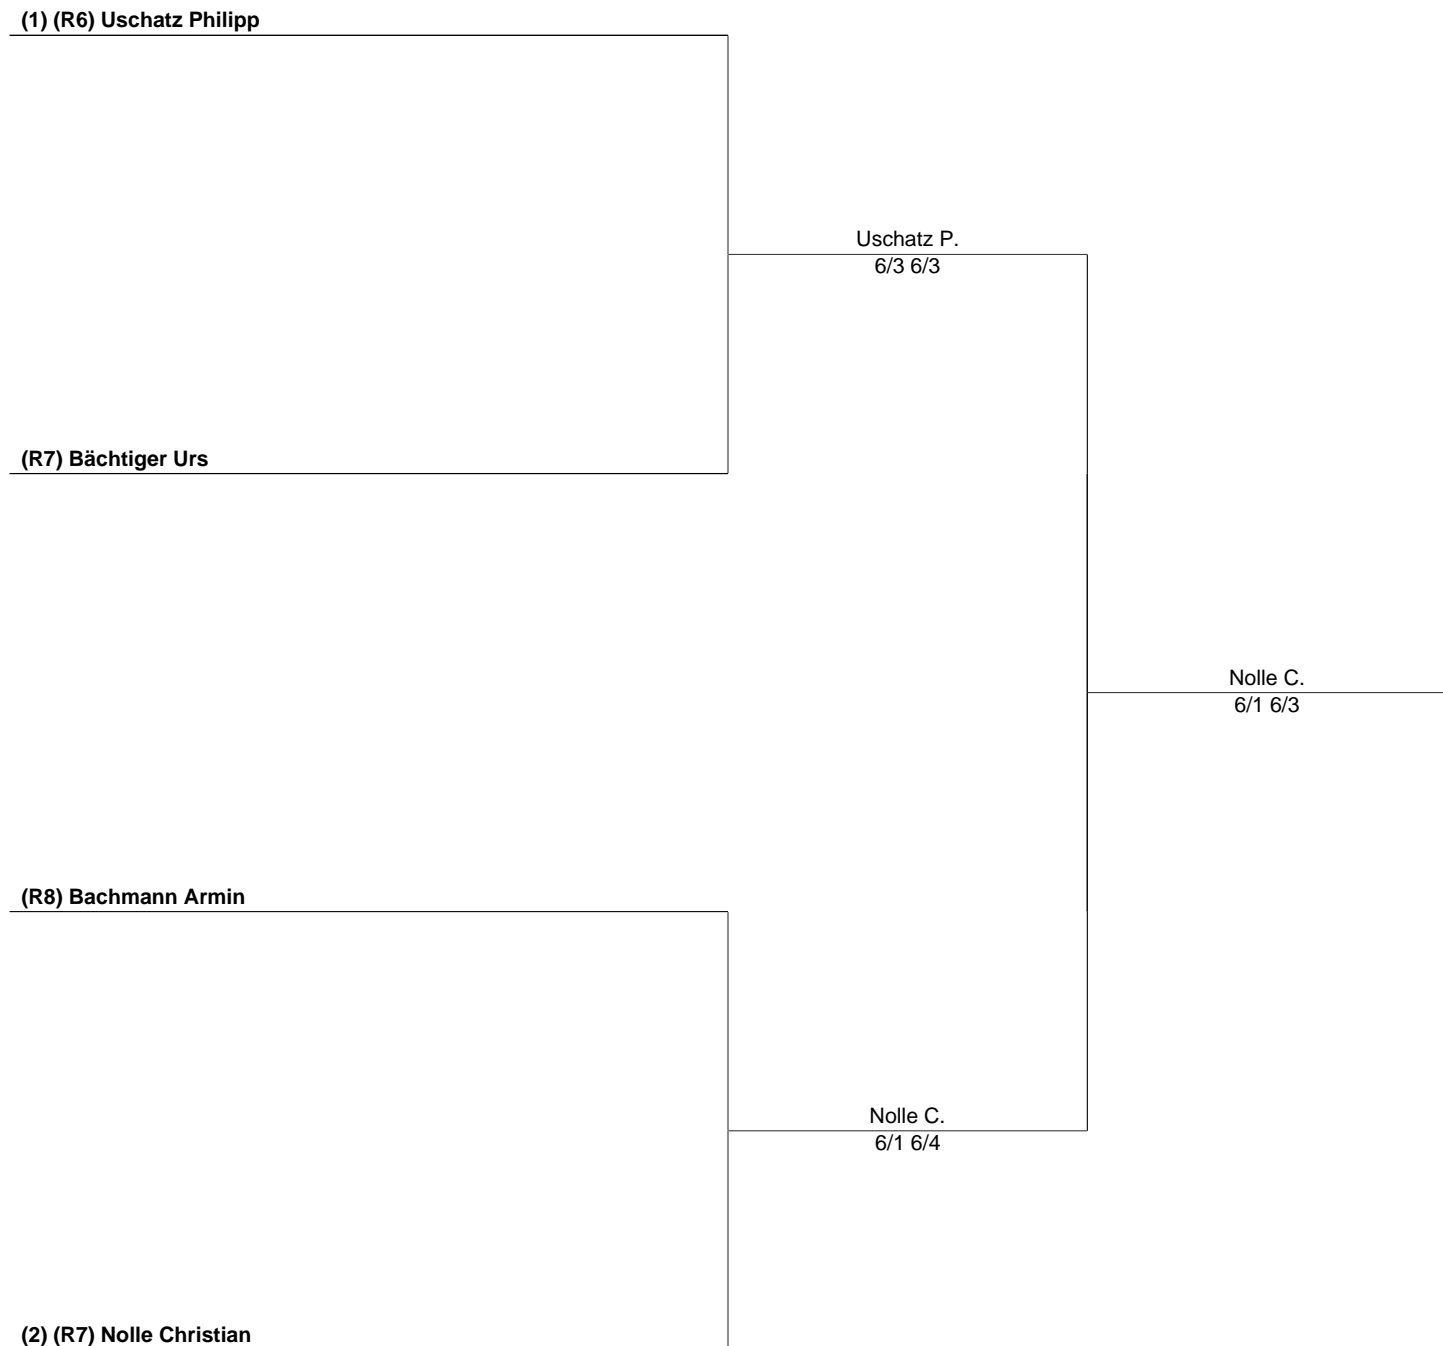 (1) (R6) Uschatz Philipp
Uschatz P.
6/3 6/3
(R7) Bächtiger Urs
Nolle C.
6/1 6/3
(R8) Bachmann Armin
Nolle C.
6/1 6/4
(2) (R7) Nolle Christian